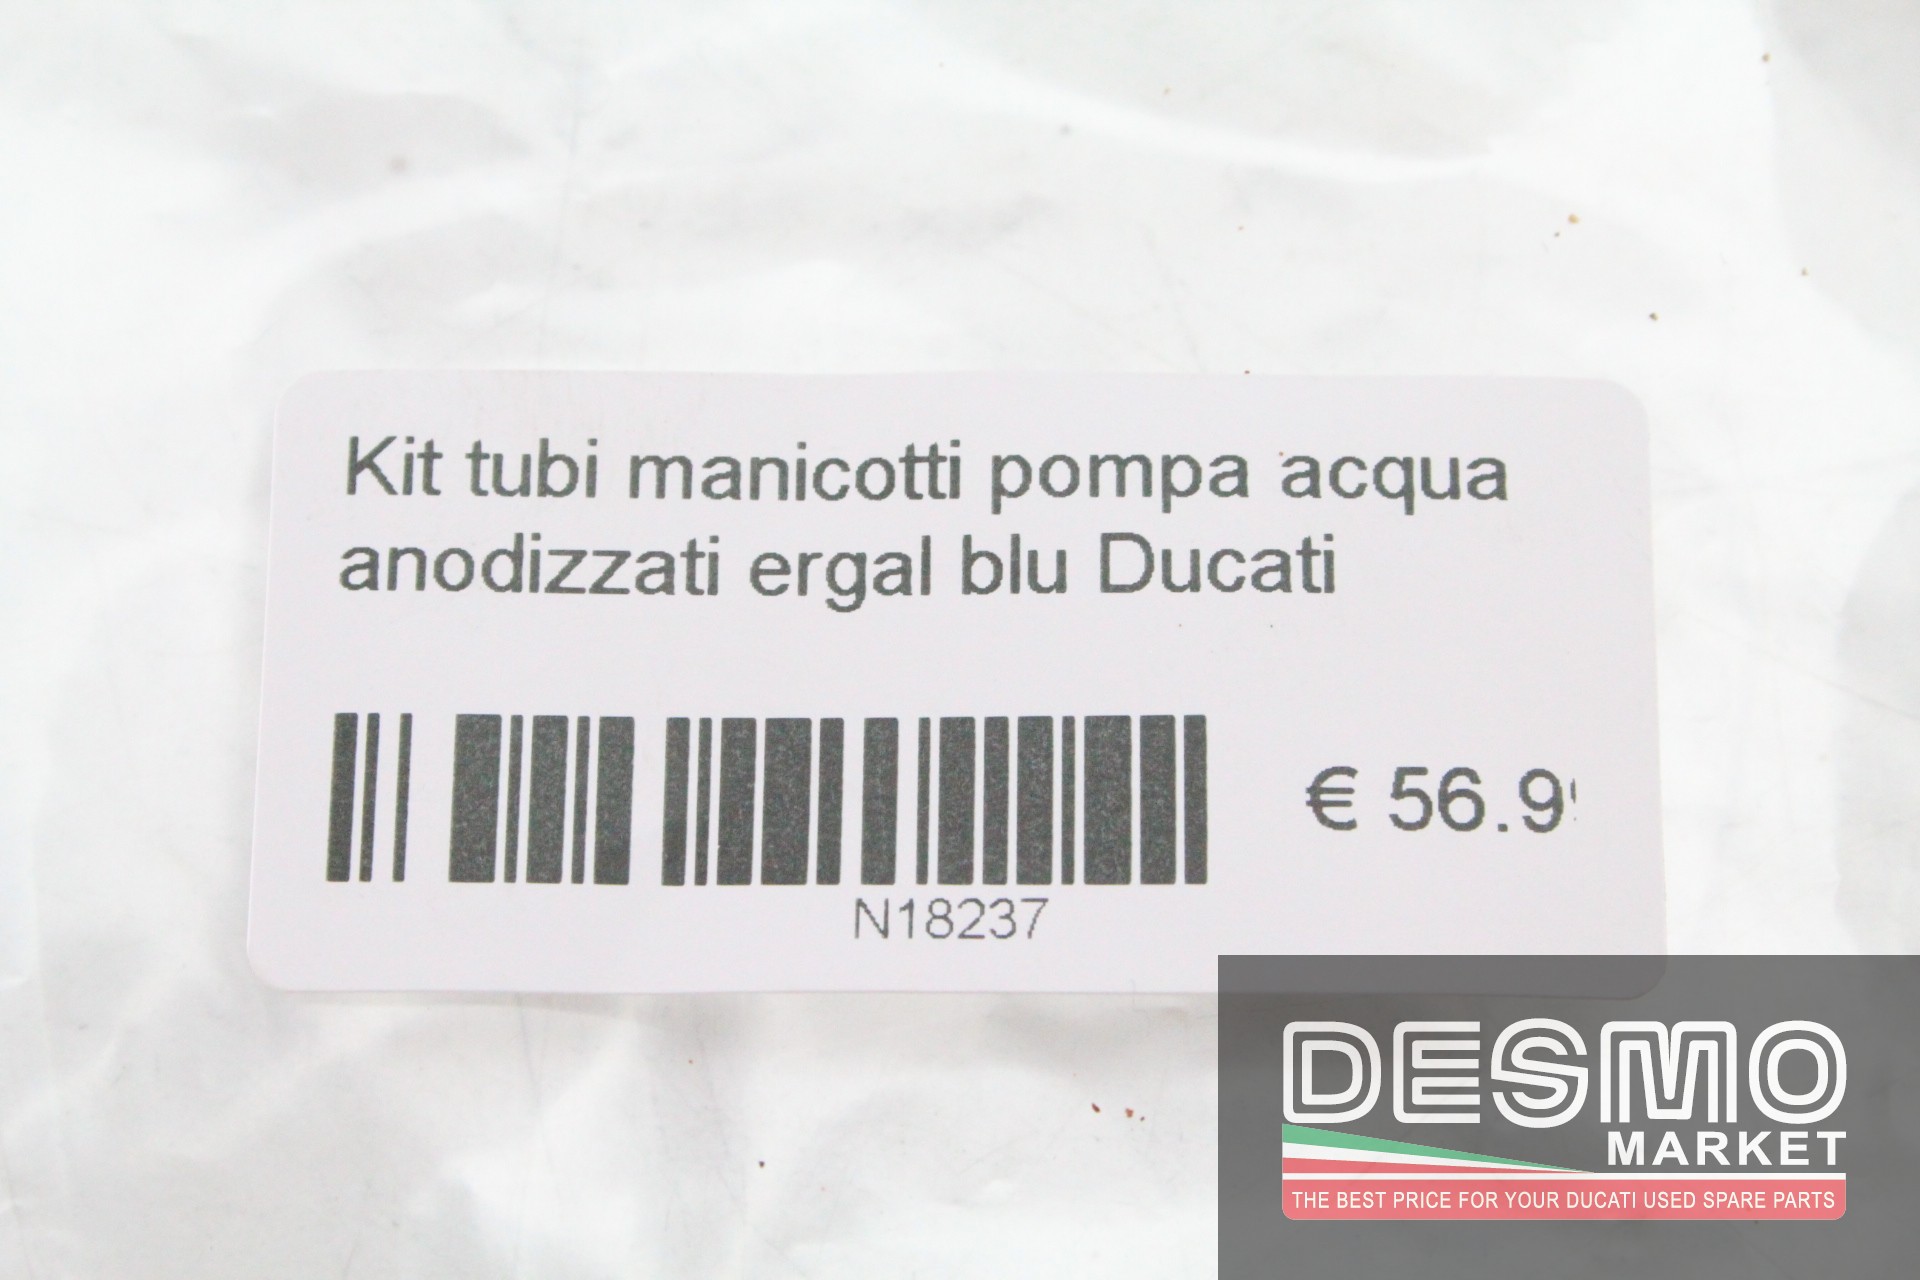 Kit tubi manicotti pompa acqua
anodizzati ergal blu Ducati
€ 56.9
N18237
DESMO
MARKET
THE BEST PRICE FOR YOUR DUCATI USED SPARE PARTS